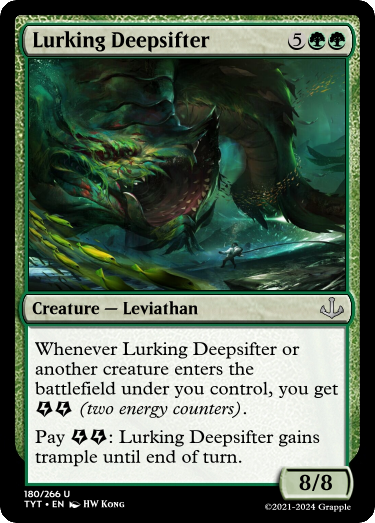 Lurking Deepsifter 5
Creature — Leviathan
Whenever Lurking Deepsifter or
another creature enters the
battlefield under you control, you get
(two energy counters).
Pay : Lurking Deepsifter gains
trample until end of turn.
8/8
180/266 U
TYT • EN HW Kong
©2021-2024 Grapple